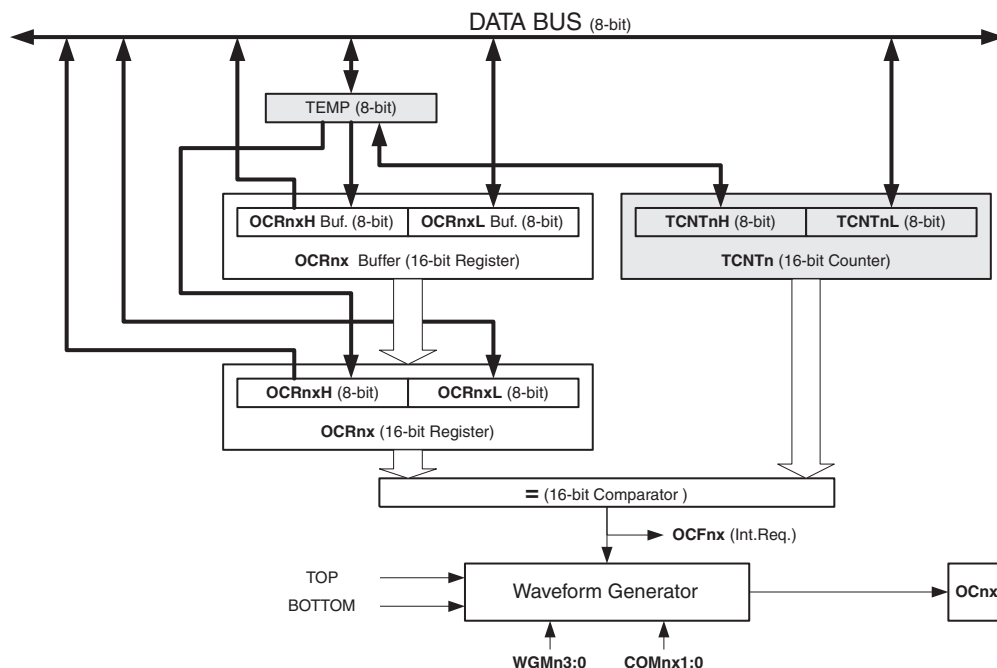 DATA BUS (8-bit)
TEMP (8-bit)
OCRnxH Buf. (8-bit) OCRnxL Buf. (8-bit)
OCRnx Buffer (16-bit Register)
TCNTnH (8-bit) TCNTnL (8-bit)
TCNTn (16-bit Counter)
OCRnxH (8-bit) OCRnxL (8-bit)
OCRnx (16-bit Register)
= (16-bit Comparator )
OCFnx (Int.Req.)
TOP
BOTTOM
Waveform Generator
OCnx
WGMn3:0 COMnx1:0